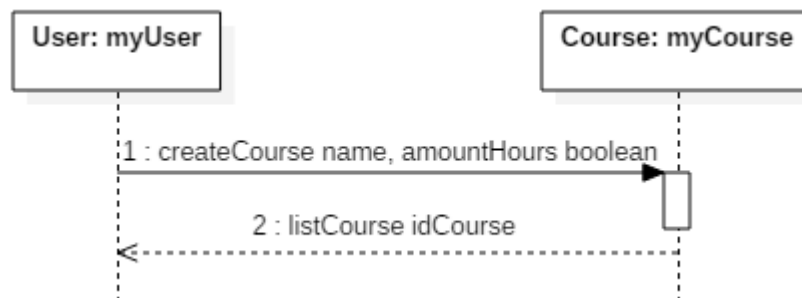 User: myUser
Course: myCourse
1 : createCourse name, amountHours boolean
2 : listCourse idCourse